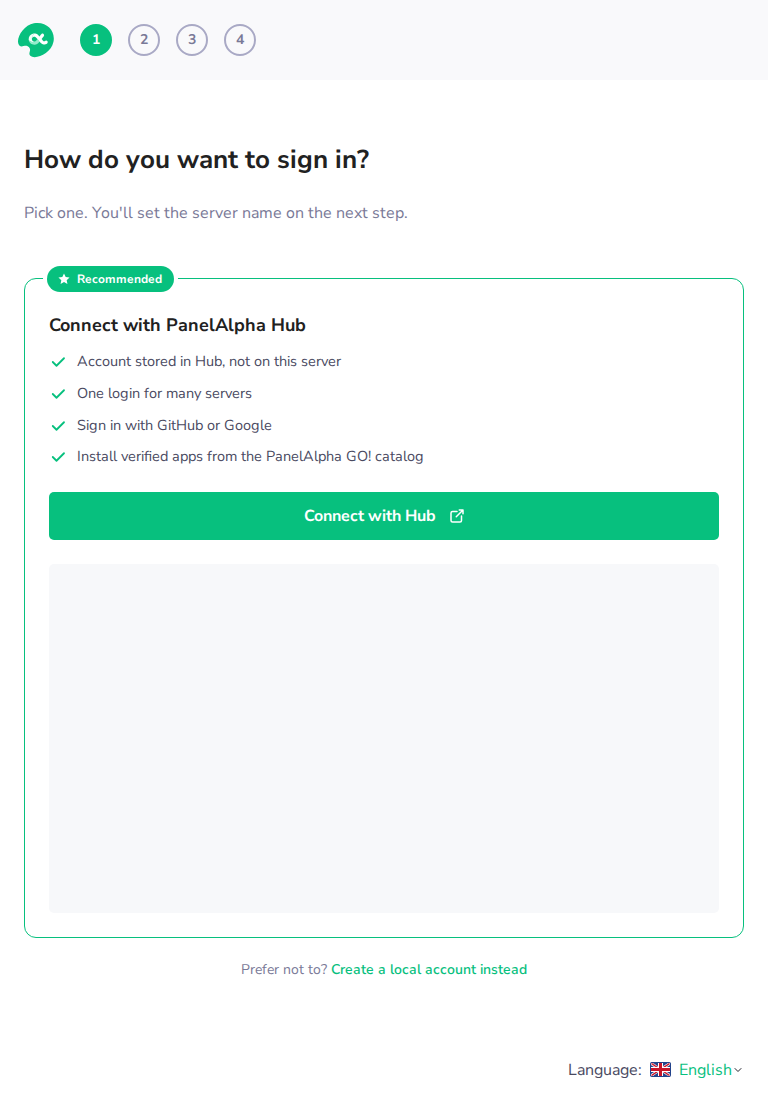 1 2 3 4
How do you want to sign in?
Pick one. You'll set the server name on the next step.
Recommended
Connect with PanelAlpha Hub
Account stored in Hub, not on this server
One login for many servers
Sign in with GitHub or Google
Install verified apps from the PanelAlpha GO! catalog
Connect with Hub
Prefer not to? Create a local account instead
Language: English